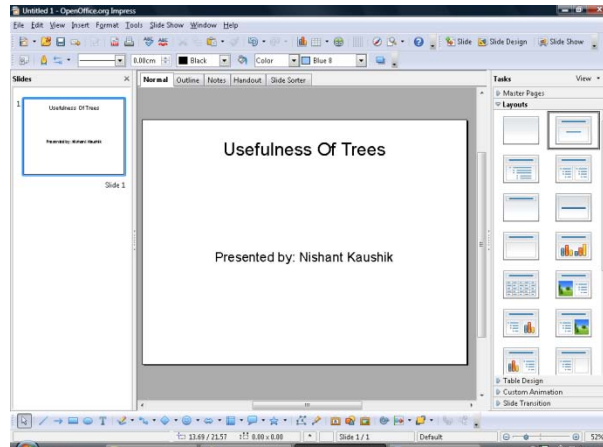 Untitled 1 - OpenOffice.org Impress
File Edit View Insert Format Tools Slide Show Window Help
Slide Slide Design Slide Show
0.00cm Black Color Blue 8
Slides
Normal Outline Notes Handout Slide Sorter
Tasks View
Master Pages
Layouts
1
Usefulness Of Trees
Presented by: Nishant Kaushik
Slide 1
Usefulness Of Trees
Presented by: Nishant Kaushik
Table Design
Custom Animation
Slide Transition
13.69 / 21.57 0.00 x 0.00 * Slide 1 / 1 Default 52%